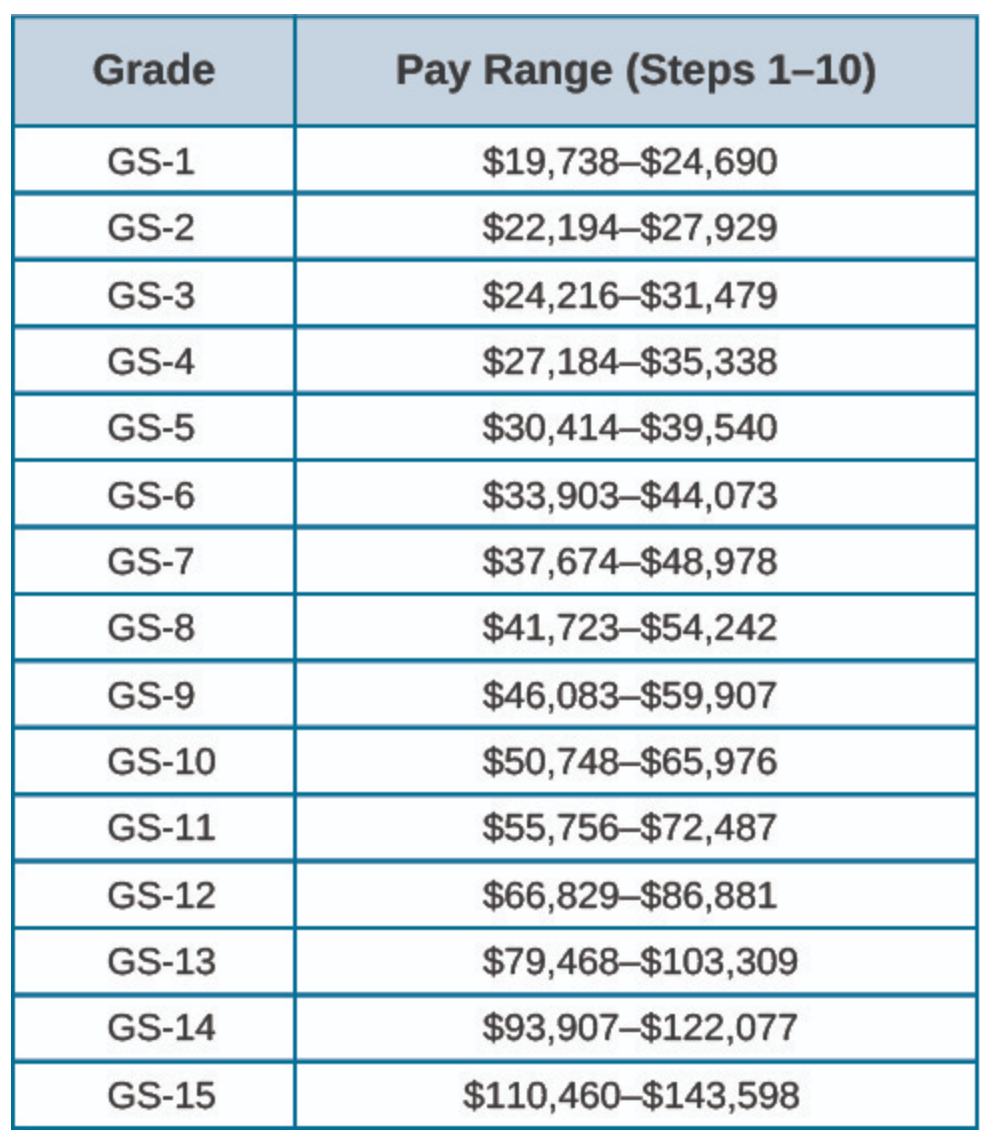 Grade Pay Range (Steps 1–10)
GS-1 $19,738–$24,690
GS-2 $22,194–$27,929
GS-3 $24,216–$31,479
GS-4 $27,184–$35,338
GS-5 $30,414–$39,540
GS-6 $33,903–$44,073
GS-7 $37,674–$48,978
GS-8 $41,723–$54,242
GS-9 $46,083–$59,907
GS-10 $50,748–$65,976
GS-11 $55,756–$72,487
GS-12 $66,829–$86,881
GS-13 $79,468–$103,309
GS-14 $93,907–$122,077
GS-15 $110,460–$143,598